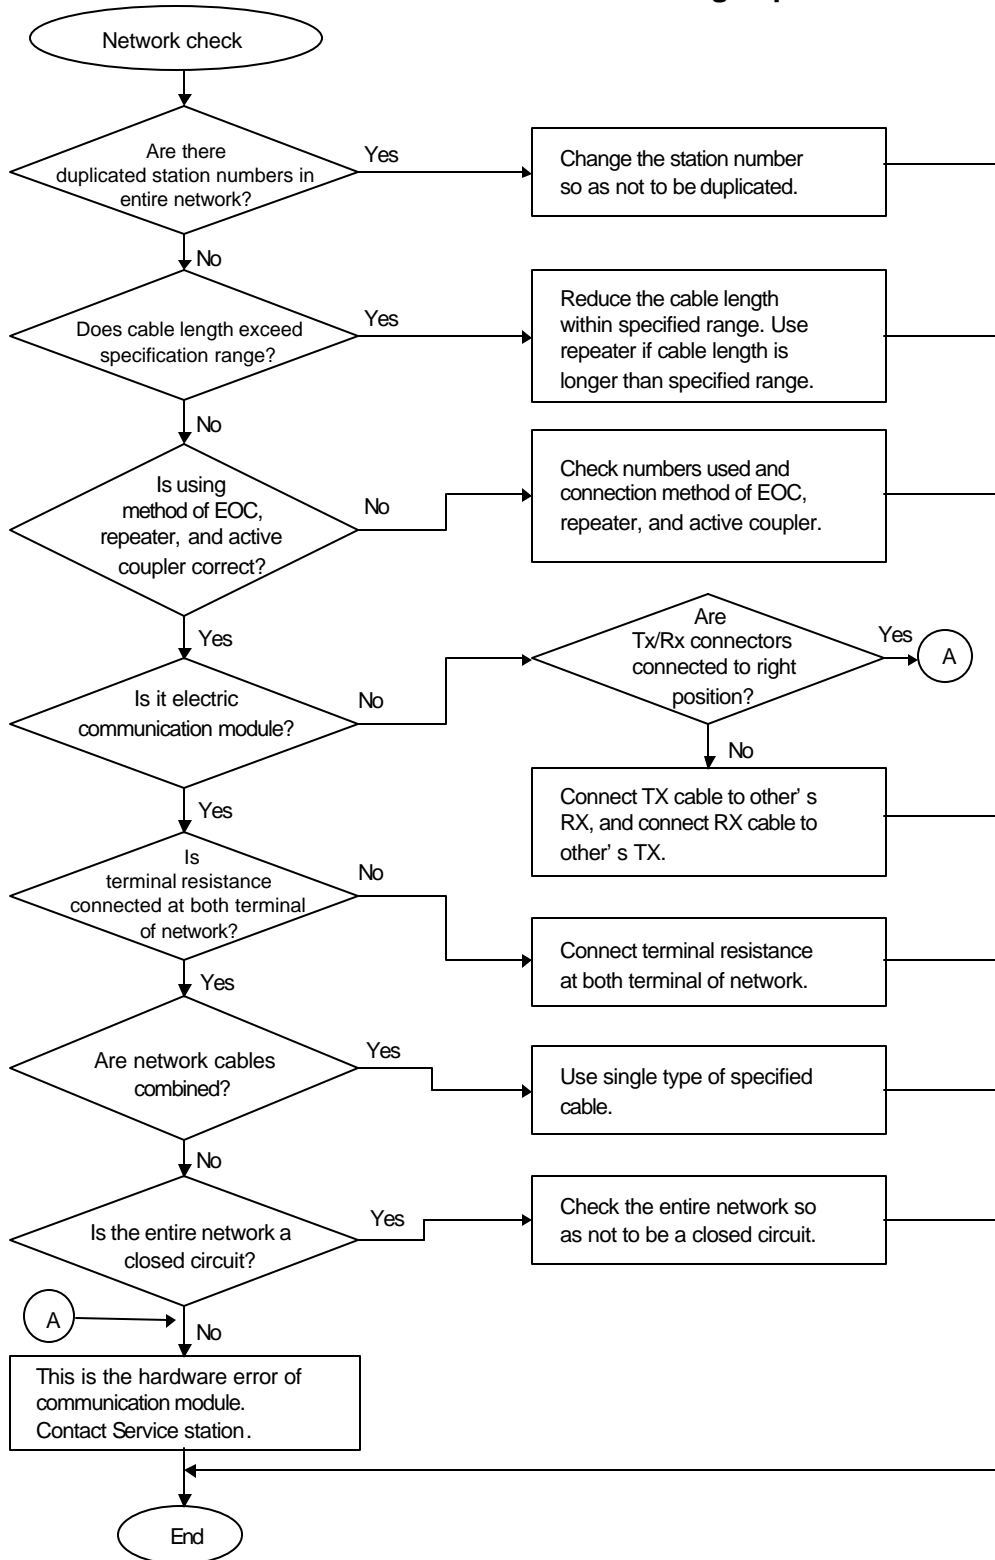 Network check
Are there
duplicated station numbers in
entire network?
Yes
Change the station number
so as not to be duplicated.
No
Does cable length exceed
specification range?
Yes
Reduce the cable length
within specified range. Use
repeater if cable length is
longer than specified range.
No
Is using
method of EOC,
repeater, and active
coupler correct?
No
Check numbers used and
connection method of EOC,
repeater, and active coupler.
Yes
Is it electric
communication module?
No
Are
Tx/Rx connectors
connected to right
position?
Yes
A
No
Connect TX cable to other's
RX, and connect RX cable to
other's TX.
Yes
Is
terminal resistance
connected at both terminal
of network?
No
Connect terminal resistance
at both terminal of network.
Yes
Are network cables
combined?
Yes
Use single type of specified
cable.
No
Is the entire network a
closed circuit?
Yes
Check the entire network so
as not to be a closed circuit.
A
No
This is the hardware error of
communication module.
Contact Service station.
End